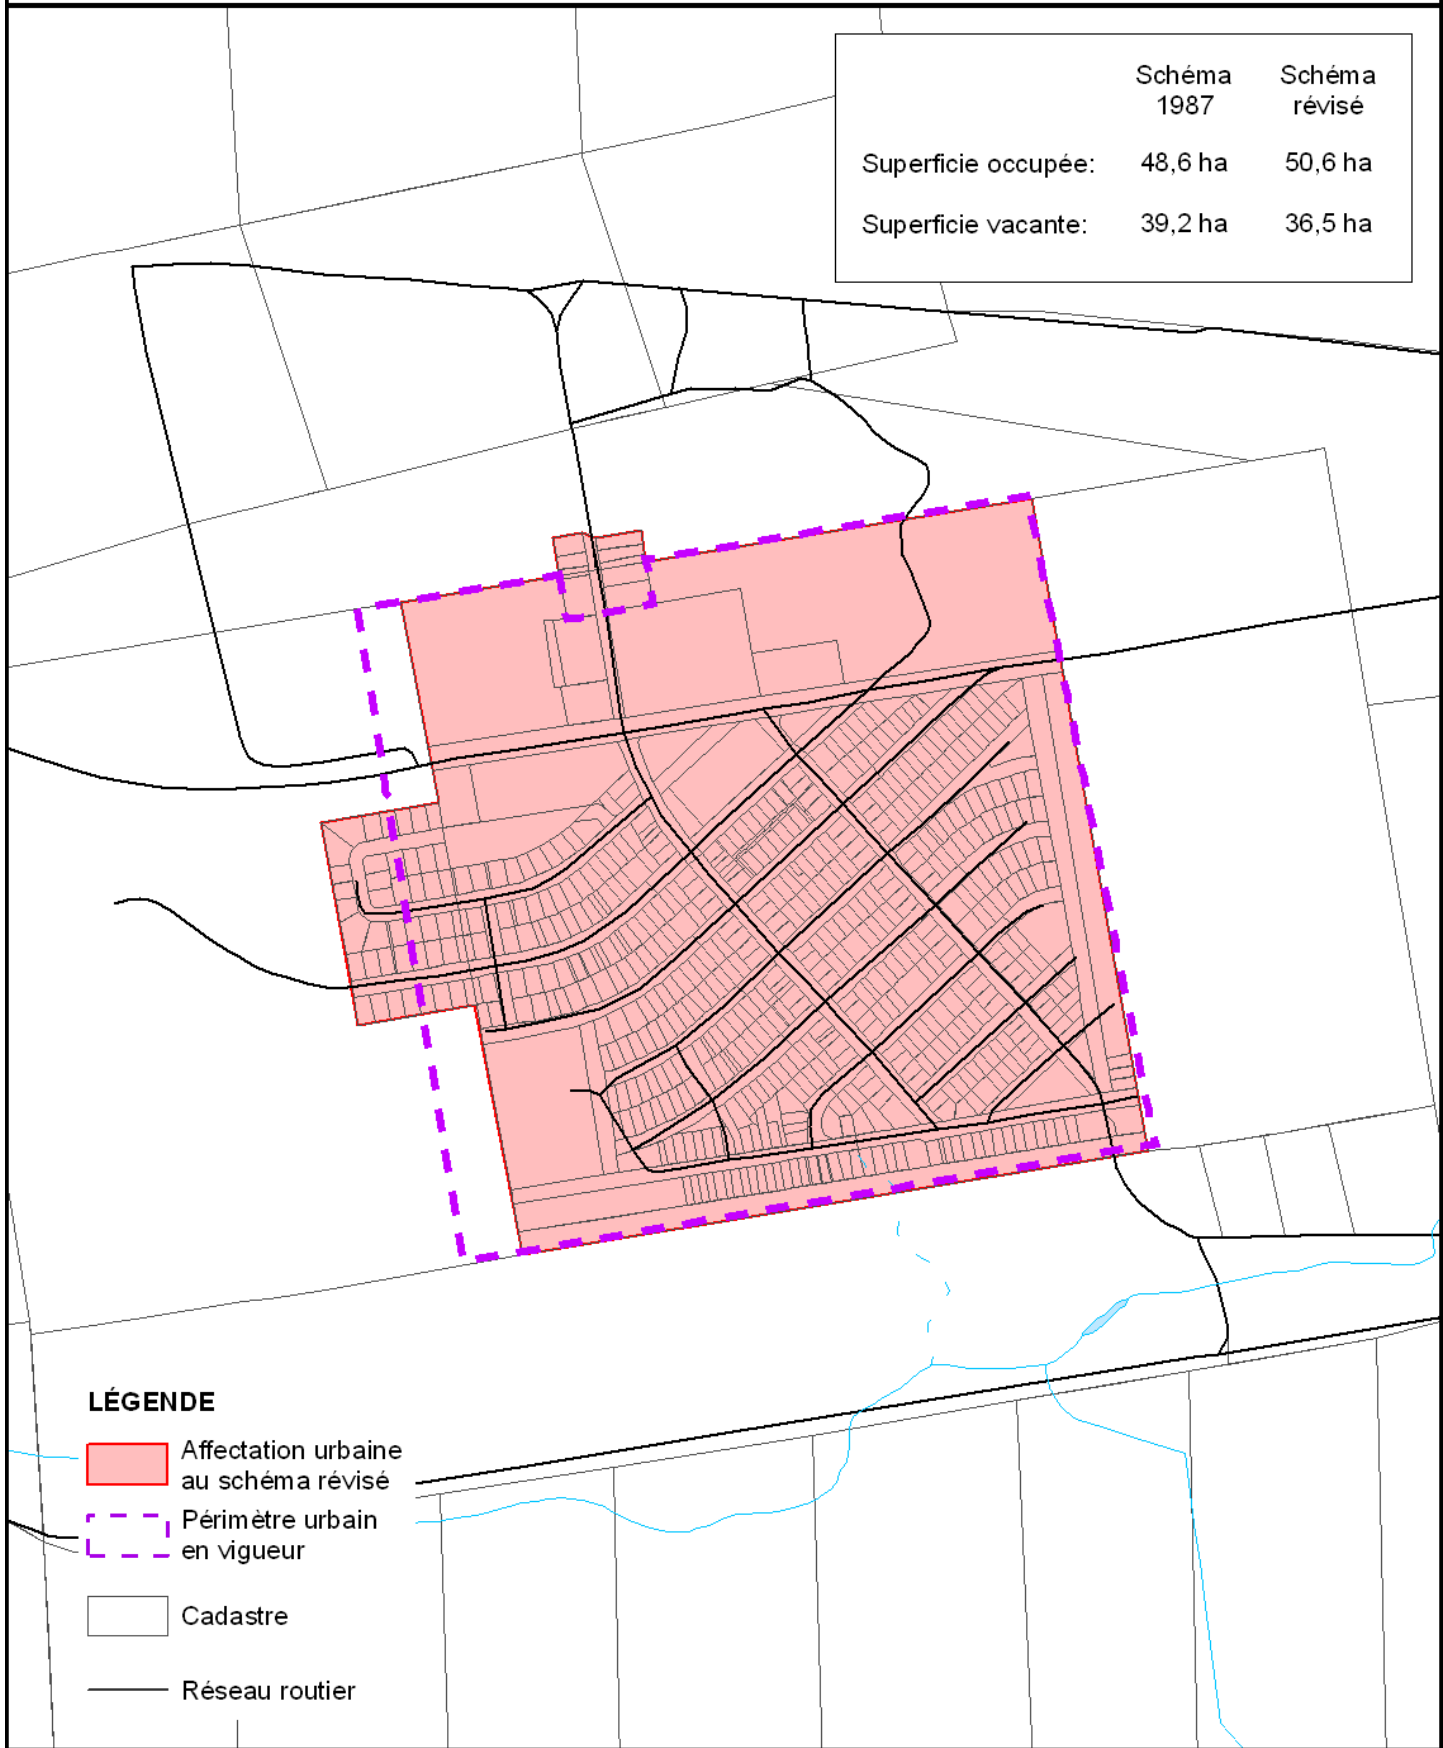 Schéma 1987
Schéma révisé
Superficie occupée: 48,6 ha 50,6 ha
Superficie vacante: 39,2 ha 36,5 ha
LÉGENDE
Affectation urbaine
au schéma révisé
Périmètre urbain
en vigueur
Cadastre
Réseau routier